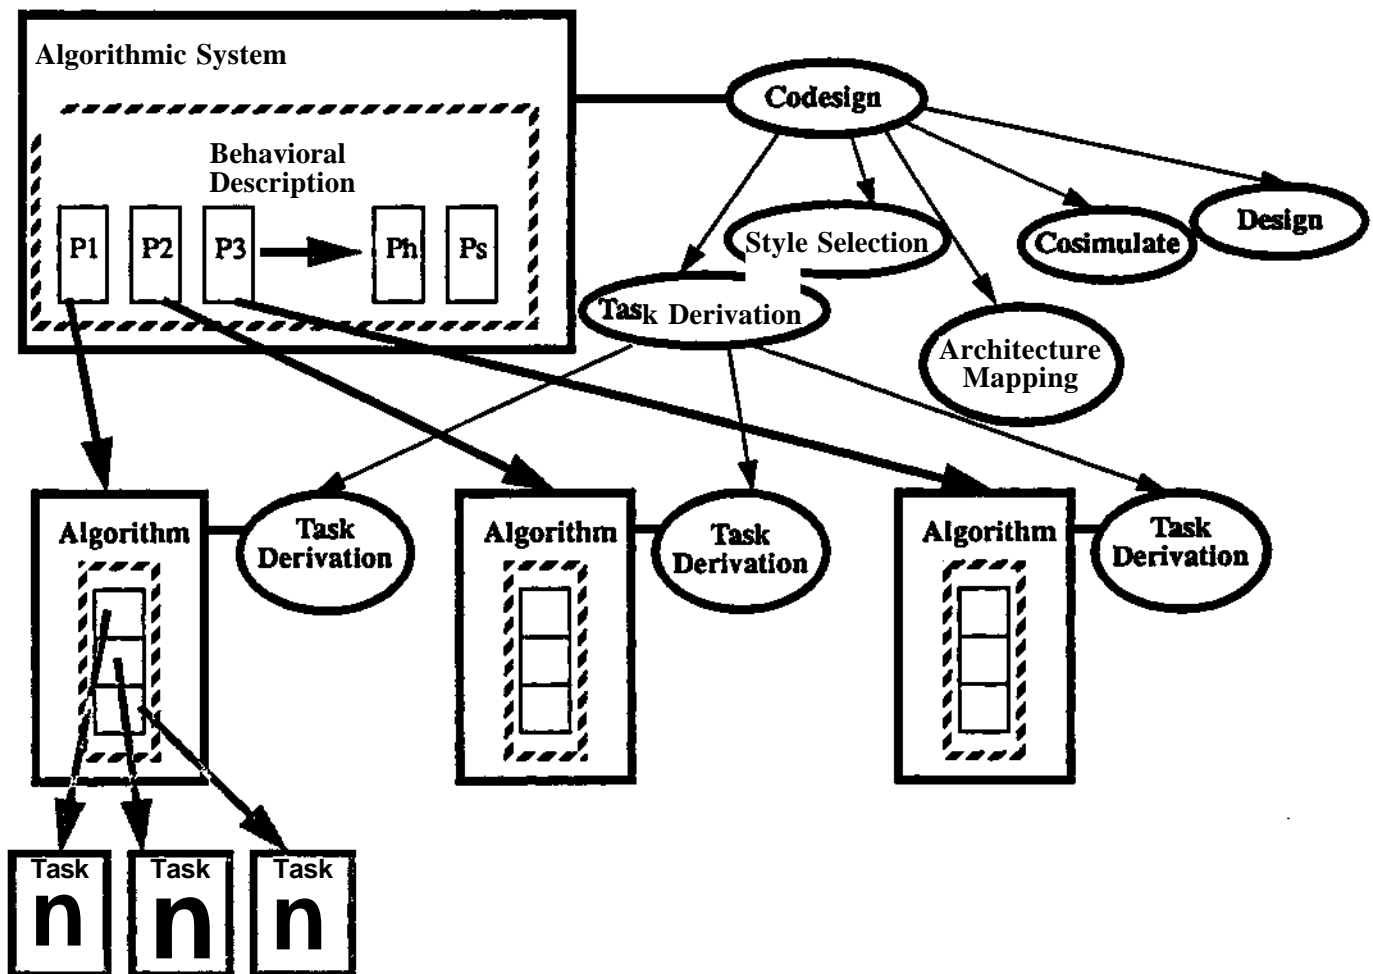 Algorithmic System
Codesign
Behavioral
Description
P1 P2 P3 Ph Ps
Style Selection
Cosimulate
Design
Task Derivation
Architecture
Mapping
Algorithm
Task
Derivation
Algorithm
Task
Derivation
Algorithm
Task
Derivation
Task
n
Task
n
Task
n